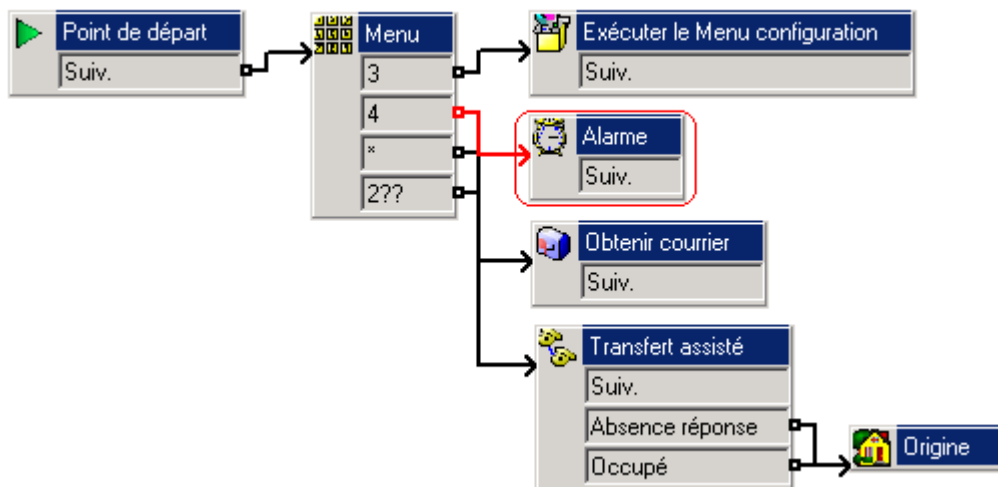 Point de départ
Suiv.
Menu
3
4
*
2??
Exécuter le Menu configuration
Suiv.
Alarme
Suiv.
Obtenir courrier
Suiv.
Transfert assisté
Suiv.
Absence réponse
Occupé
Origine